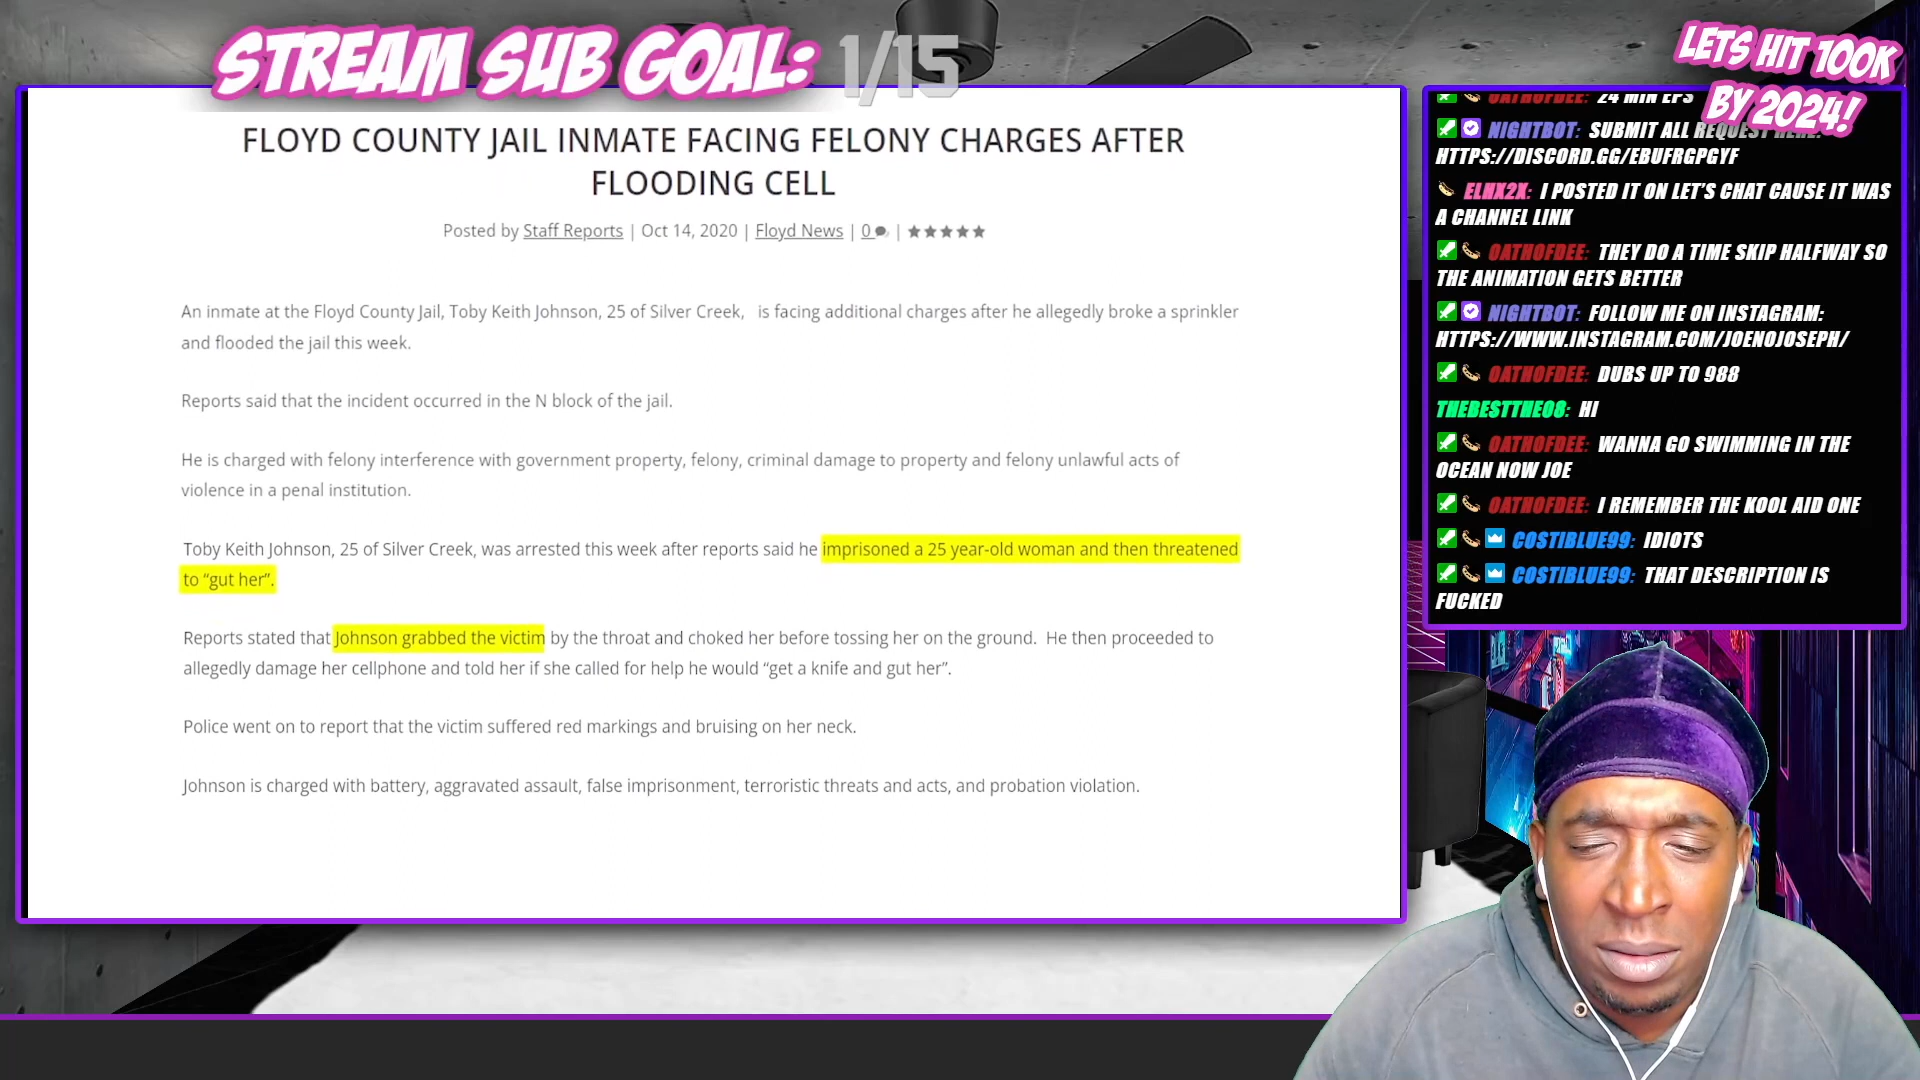 STREAM SUB GOAL: 1/15
LETS HIT 100K
BY 2024!
FLOYD COUNTY JAIL INMATE FACING FELONY CHARGES AFTER
FLOODING CELL
Posted by Staff Reports | Oct 14, 2020 | Floyd News | 0 | ★★★★★
An inmate at the Floyd County Jail, Toby Keith Johnson, 25 of Silver Creek, is facing additional charges after he allegedly broke a sprinkler
and flooded the jail this week.
Reports said that the incident occurred in the N block of the jail.
He is charged with felony interference with government property, felony, criminal damage to property and felony unlawful acts of
violence in a penal institution.
Toby Keith Johnson, 25 of Silver Creek, was arrested this week after reports said he imprisoned a 25 year-old woman and then threatened
to “gut her”.
Reports stated that Johnson grabbed the victim by the throat and choked her before tossing her on the ground. He then proceeded to
allegedly damage her cellphone and told her if she called for help he would “get a knife and gut her”.
Police went on to report that the victim suffered red markings and bruising on her neck.
Johnson is charged with battery, aggravated assault, false imprisonment, terroristic threats and acts, and probation violation.
OATHOFDEE: 24 MIN EPS
NIGHTBOT: SUBMIT ALL REQUEST HERE:
HTTPS://DISCORD.GG/EBUFRGPGYF
ELNX2X: I POSTED IT ON LET'S CHAT CAUSE IT WAS
A CHANNEL LINK
OATHOFDEE: THEY DO A TIME SKIP HALFWAY SO
THE ANIMATION GETS BETTER
NIGHTBOT: FOLLOW ME ON INSTAGRAM:
HTTPS://WWW.INSTAGRAM.COM/JOENOJOSEPH/
OATHOFDEE: DUBS UP TO 988
THEBESTTHE08: HI
OATHOFDEE: WANNA GO SWIMMING IN THE
OCEAN NOW JOE
OATHOFDEE: I REMEMBER THE KOOL AID ONE
COSTIBLUE99: IDIOTS
COSTIBLUE99: THAT DESCRIPTION IS
FUCKED